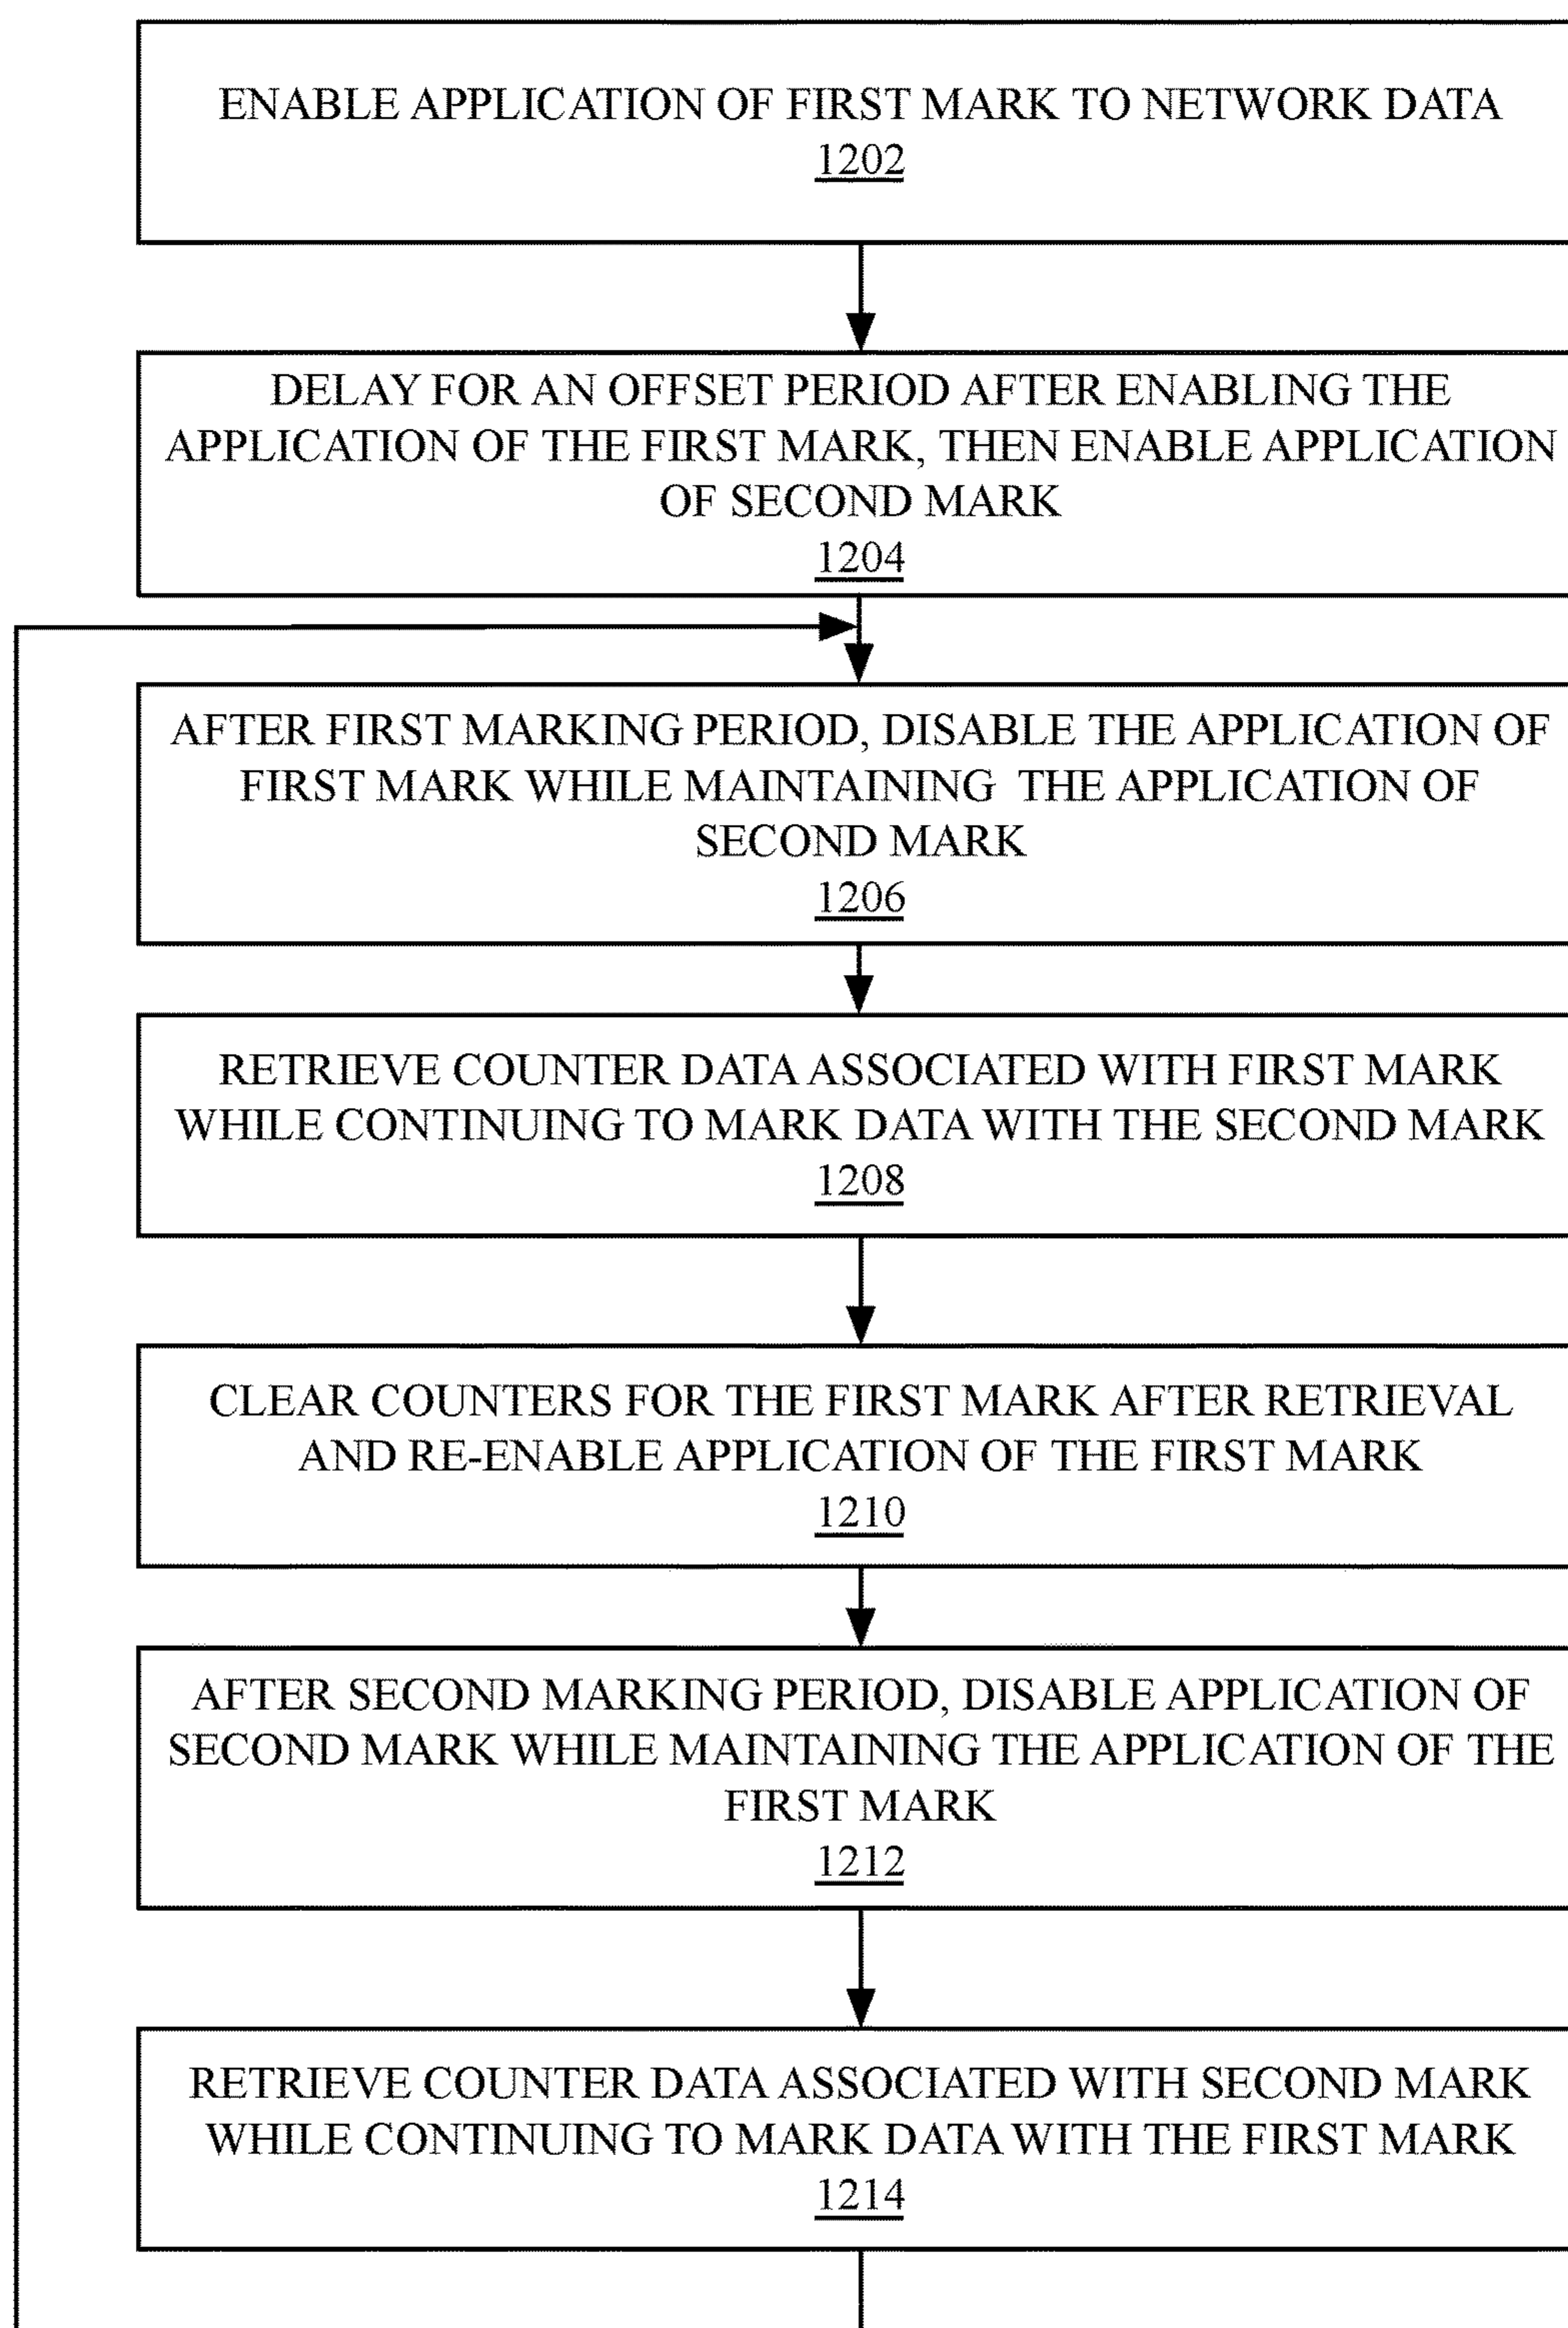 ENABLE APPLICATION OF FIRST MARK TO NETWORK DATA
1202
DELAY FOR AN OFFSET PERIOD AFTER ENABLING THE
APPLICATION OF THE FIRST MARK, THEN ENABLE APPLICATION
OF SECOND MARK
1204
AFTER FIRST MARKING PERIOD, DISABLE THE APPLICATION OF
FIRST MARK WHILE MAINTAINING THE APPLICATION OF
SECOND MARK
1206
RETRIEVE COUNTER DATA ASSOCIATED WITH FIRST MARK
WHILE CONTINUING TO MARK DATA WITH THE SECOND MARK
1208
CLEAR COUNTERS FOR THE FIRST MARK AFTER RETRIEVAL
AND RE-ENABLE APPLICATION OF THE FIRST MARK
1210
AFTER SECOND MARKING PERIOD, DISABLE APPLICATION OF
SECOND MARK WHILE MAINTAINING THE APPLICATION OF THE
FIRST MARK
1212
RETRIEVE COUNTER DATA ASSOCIATED WITH SECOND MARK
WHILE CONTINUING TO MARK DATA WITH THE FIRST MARK
1214